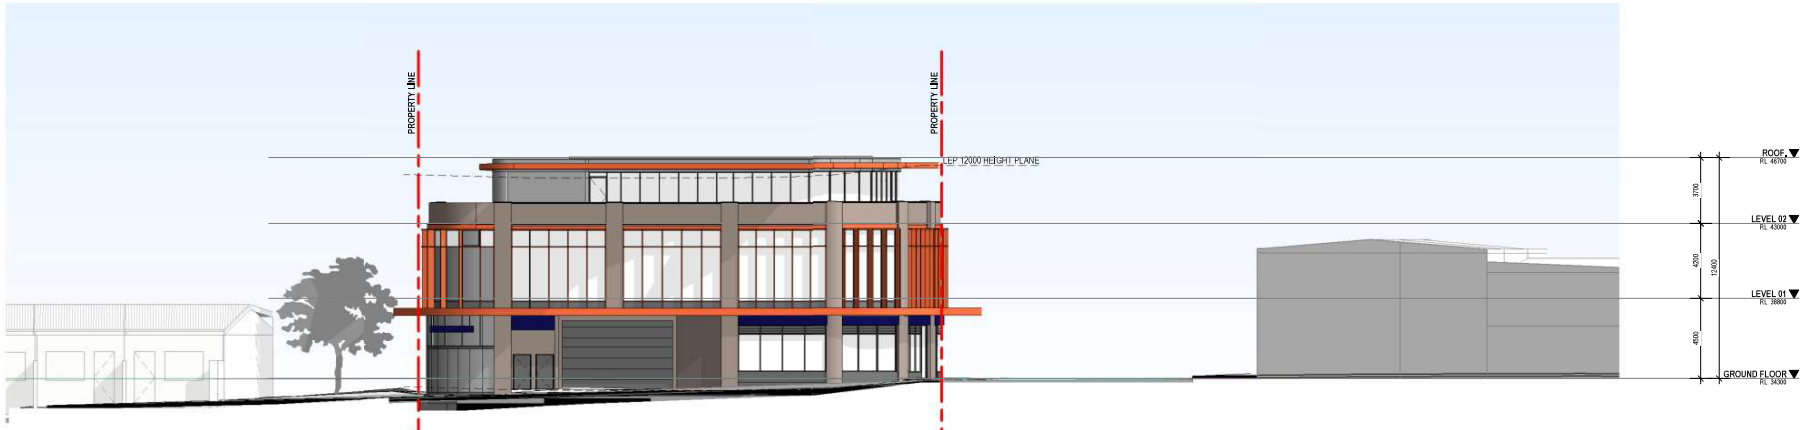 PROPERTY LINE
PROPERTY LINE
LEP 12000 HEIGHT PLANE
ROOF.
RL 46700
3700
LEVEL 02
RL 43000
4200
12400
LEVEL 01
RL 38800
4500
GROUND FLOOR
RL 34300